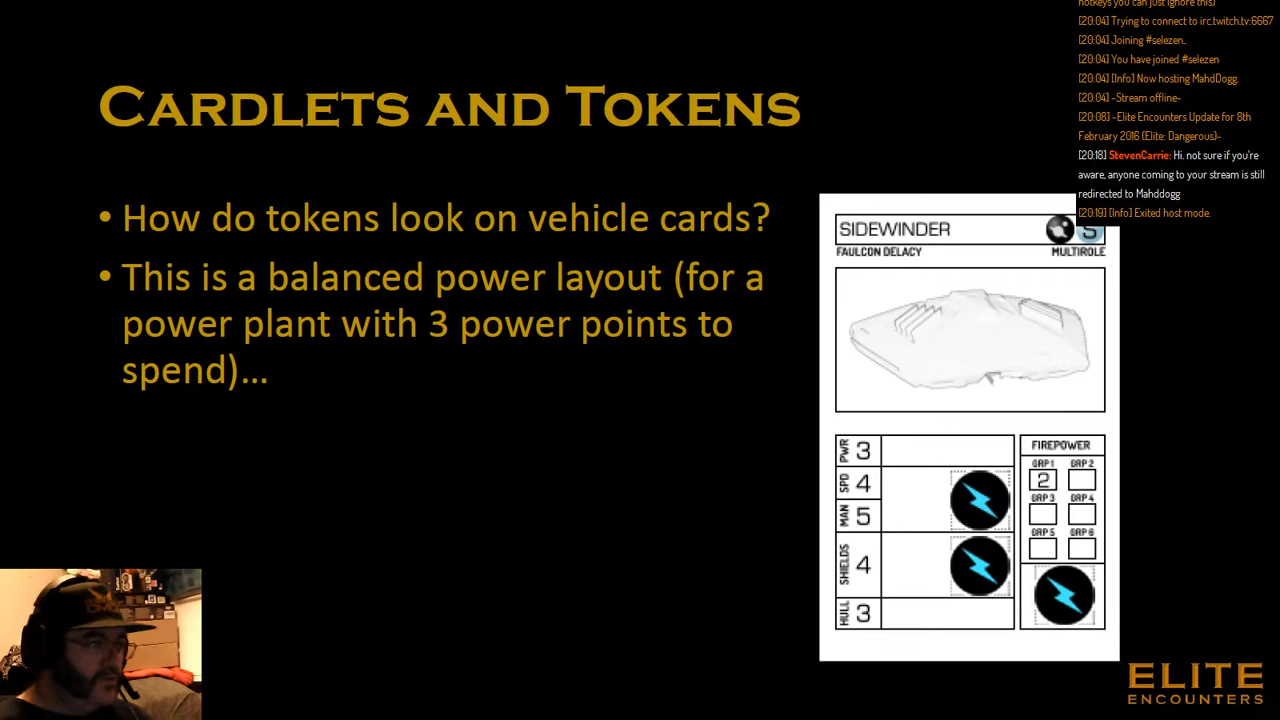 CARDLETS AND TOKENS
• How do tokens look on vehicle cards?
• This is a balanced power layout (for a
power plant with 3 power points to
spend)…
hotkeys you can just ignore this)
[20:04] Trying to connect to irc.twitch.tv:6667
[20:04] Joining #selezen..
[20:04] You have joined #selezen
[20:04] [Info] Now hosting MahdDogg.
[20:04] ~Stream offline~
[20:08] ~Elite Encounters Update for 8th
February 2016 (Elite: Dangerous)~
[20:18] StevenCarrie: Hi. not sure if you're
aware, anyone coming to your stream is still
redirected to Mahddogg
[20:19] [Info] Exited host mode.
SIDEWINDER
S
FAULCON DELACY
MULTIROLE
PWR 3
SPD 4
MAN 5
SHIELDS 4
HULL 3
FIREPOWER
GRP 1 GRP 2
2
GRP 3 GRP 4
GRP 5 GRP 6
ELITE
ENCOUNTERS